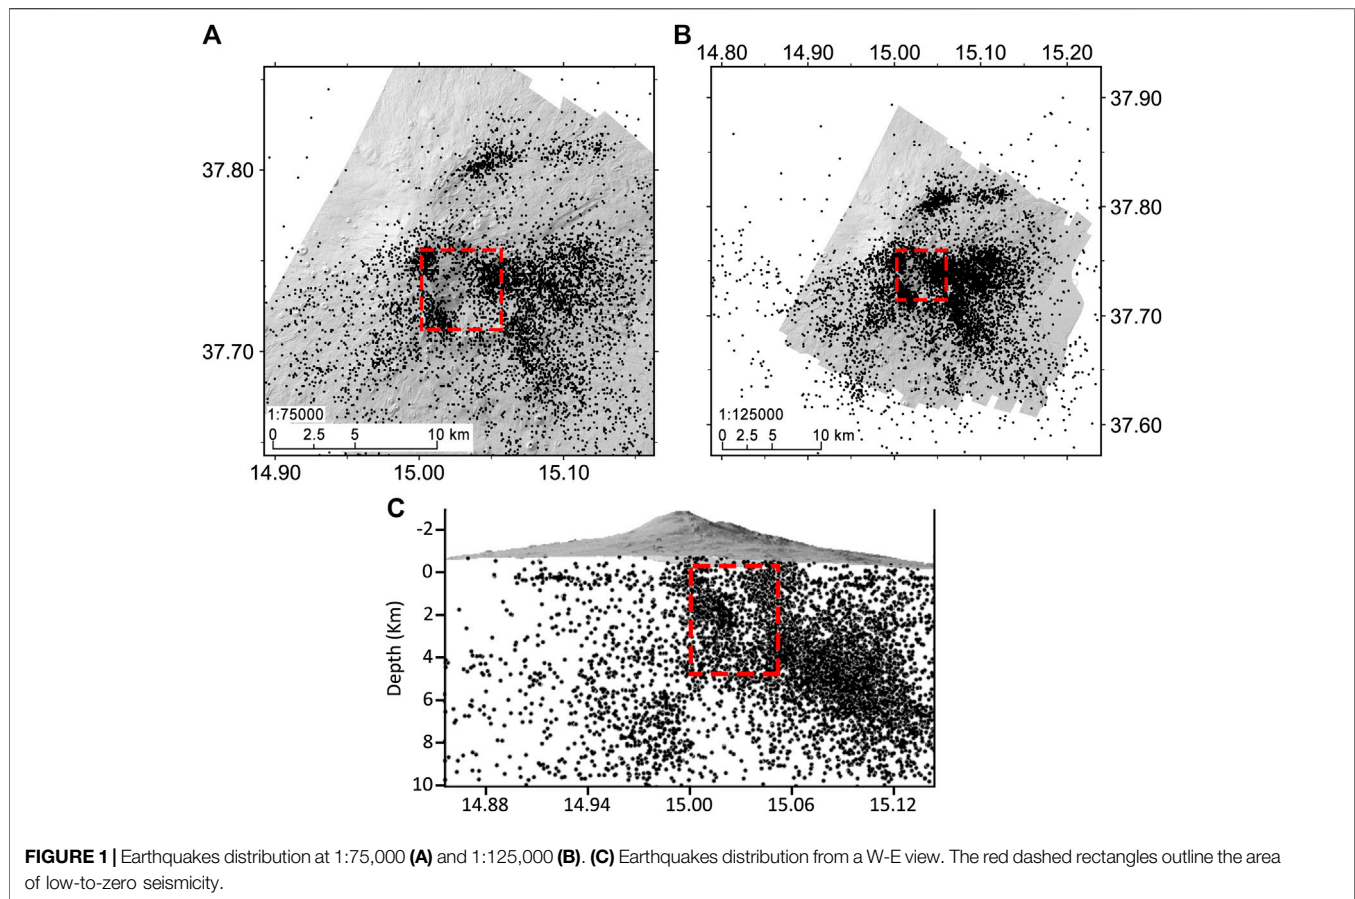 A
37.80
37.70
1:75000
0 2.5 5 10 km
14.90 15.00 15.10
B
14.80 14.90 15.00 15.10 15.20
37.90
37.80
37.70
37.60
1:125000
0 2.5 5 10 km
C
Depth (Km)
-2
0
2
4
6
8
10
14.88 14.94 15.00 15.06 15.12
FIGURE 1 | Earthquakes distribution at 1:75,000 (A) and 1:125,000 (B). (C) Earthquakes distribution from a W-E view. The red dashed rectangles outline the area
of low-to-zero seismicity.